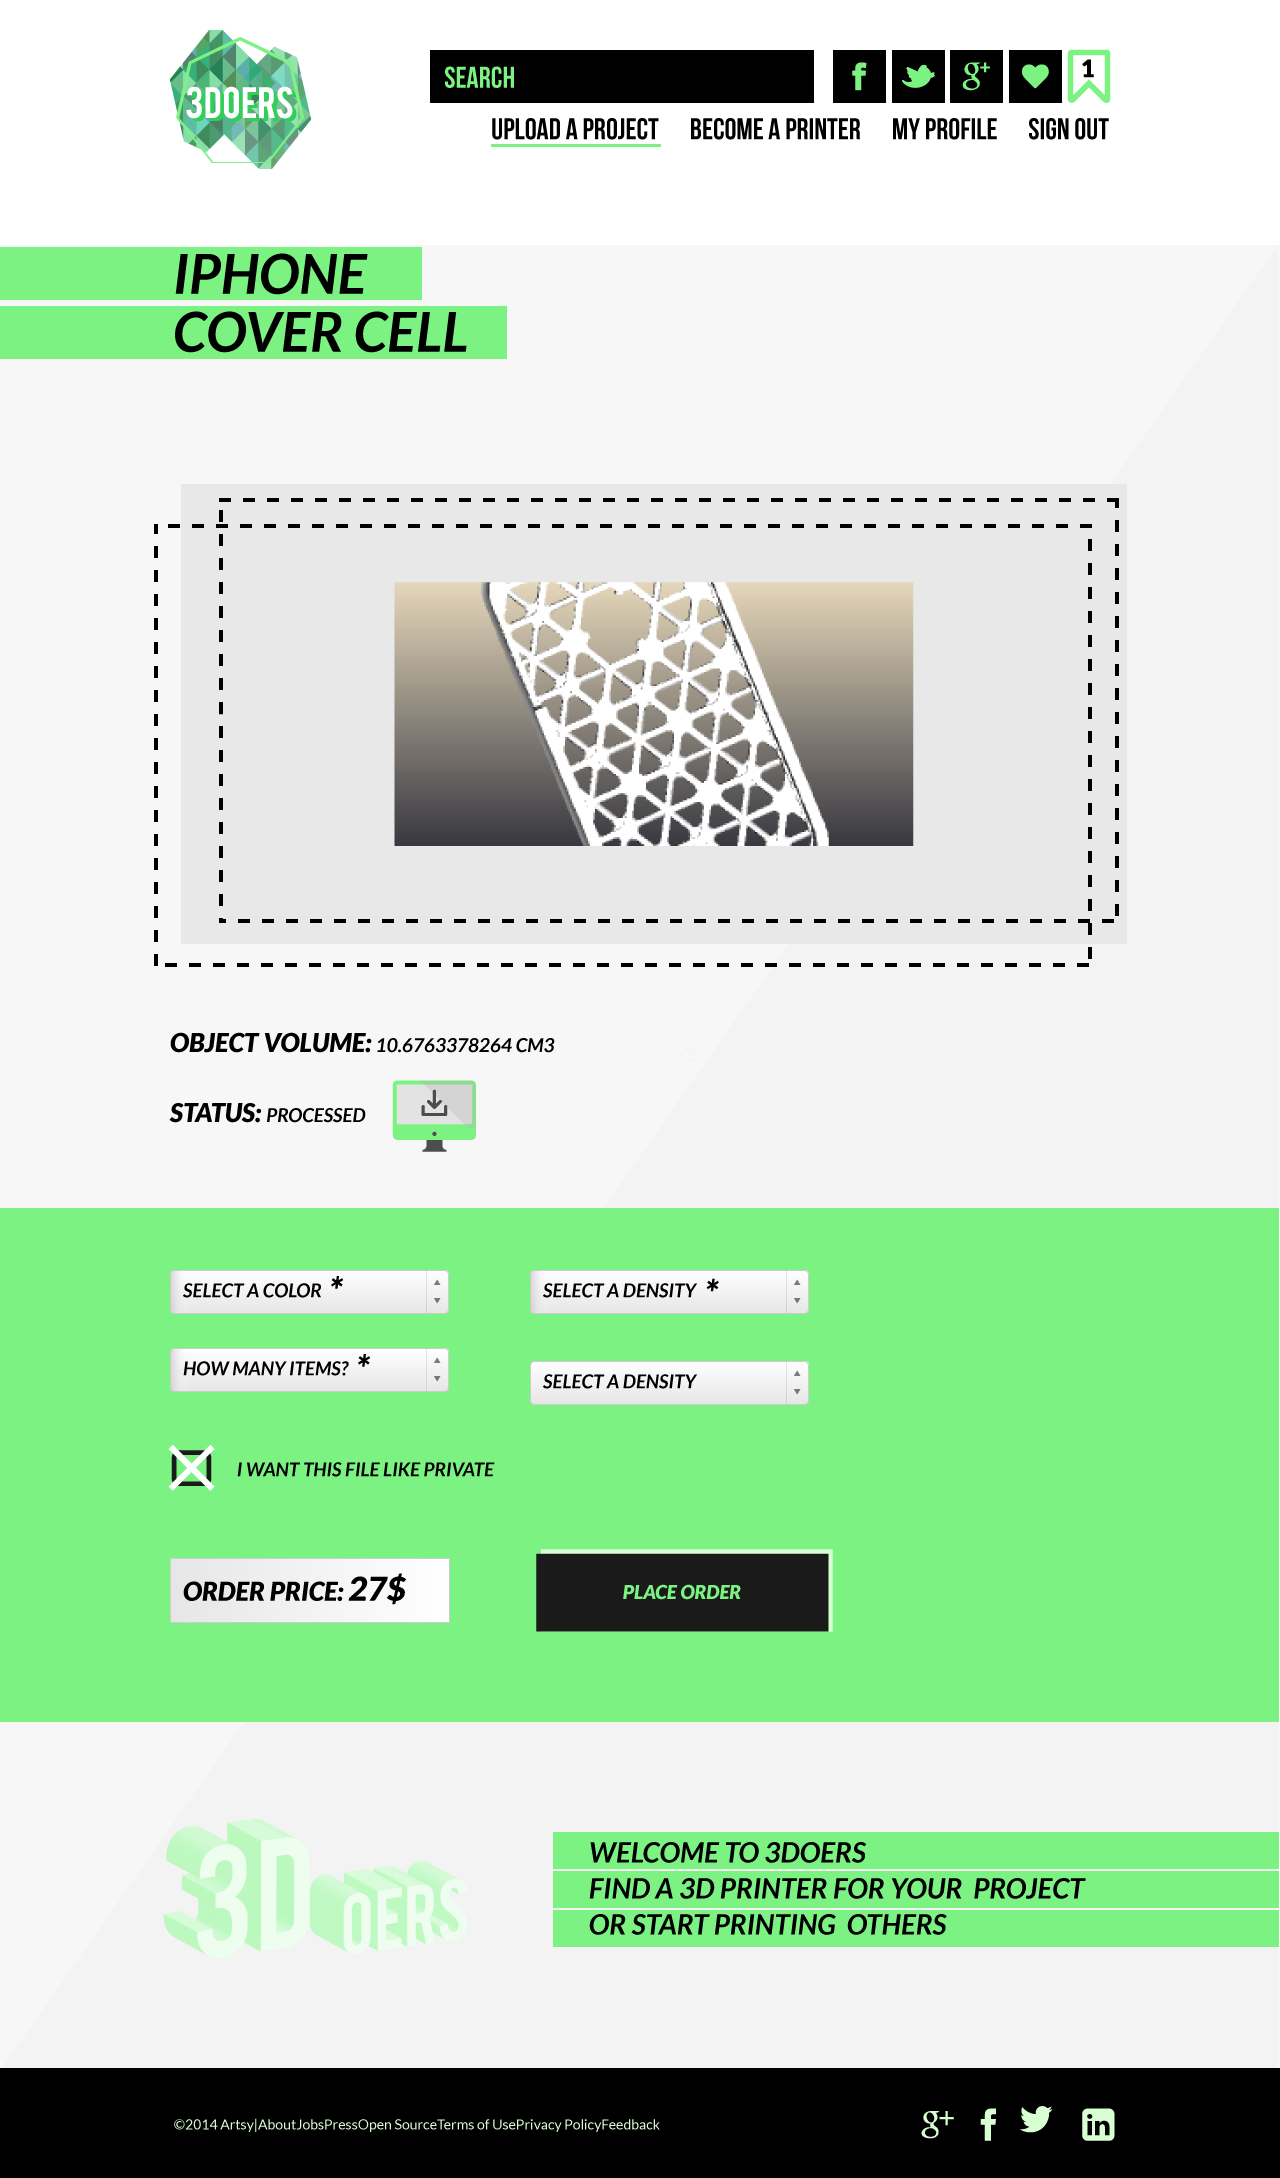 3DOERS
SEARCH
1
UPLOAD A PROJECT BECOME A PRINTER MY PROFILE SIGN OUT
IPHONE
COVER CELL
OBJECT VOLUME: 10.6763378264 CM3
STATUS: PROCESSED
SELECT A COLOR * SELECT A DENSITY *
HOW MANY ITEMS? * SELECT A DENSITY
I WANT THIS FILE LIKE PRIVATE
ORDER PRICE: 27$ PLACE ORDER
3DOERS
WELCOME TO 3DOERS
FIND A 3D PRINTER FOR YOUR PROJECT
OR START PRINTING OTHERS
©2014 Artsy|AboutJobsPressOpen SourceTerms of UsePrivacy PolicyFeedback